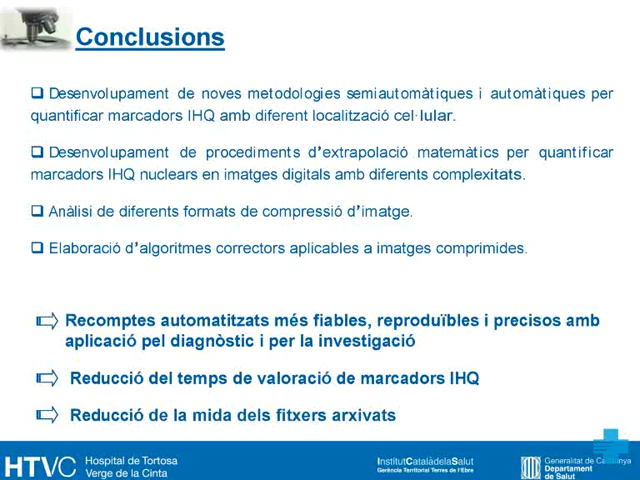 Conclusions
❑ Desenvolupament de noves metodologies semiautomàtiques i automàtiques per
quantificar marcadors IHQ amb diferent localització cel·lular.
❑ Desenvolupament de procediments d’extrapolació matemàtics per quantificar
marcadors IHQ nuclears en imatges digitals amb diferents complexitats.
❑ Anàlisi de diferents formats de compressió d’imatge.
❑ Elaboració d’algoritmes correctors aplicables a imatges comprimides.
⇨ Recomptes automatitzats més fiables, reproduïbles i precisos amb
aplicació pel diagnòstic i per la investigació
⇨ Reducció del temps de valoració de marcadors IHQ
⇨ Reducció de la mida dels fitxers arxivats
HTVC
Hospital de Tortosa
Verge de la Cinta
InstitutCatalàdelaSalut
Gerència Territorial Terres de l'Ebre
Generalitat de Catalunya
Departament
de Salut